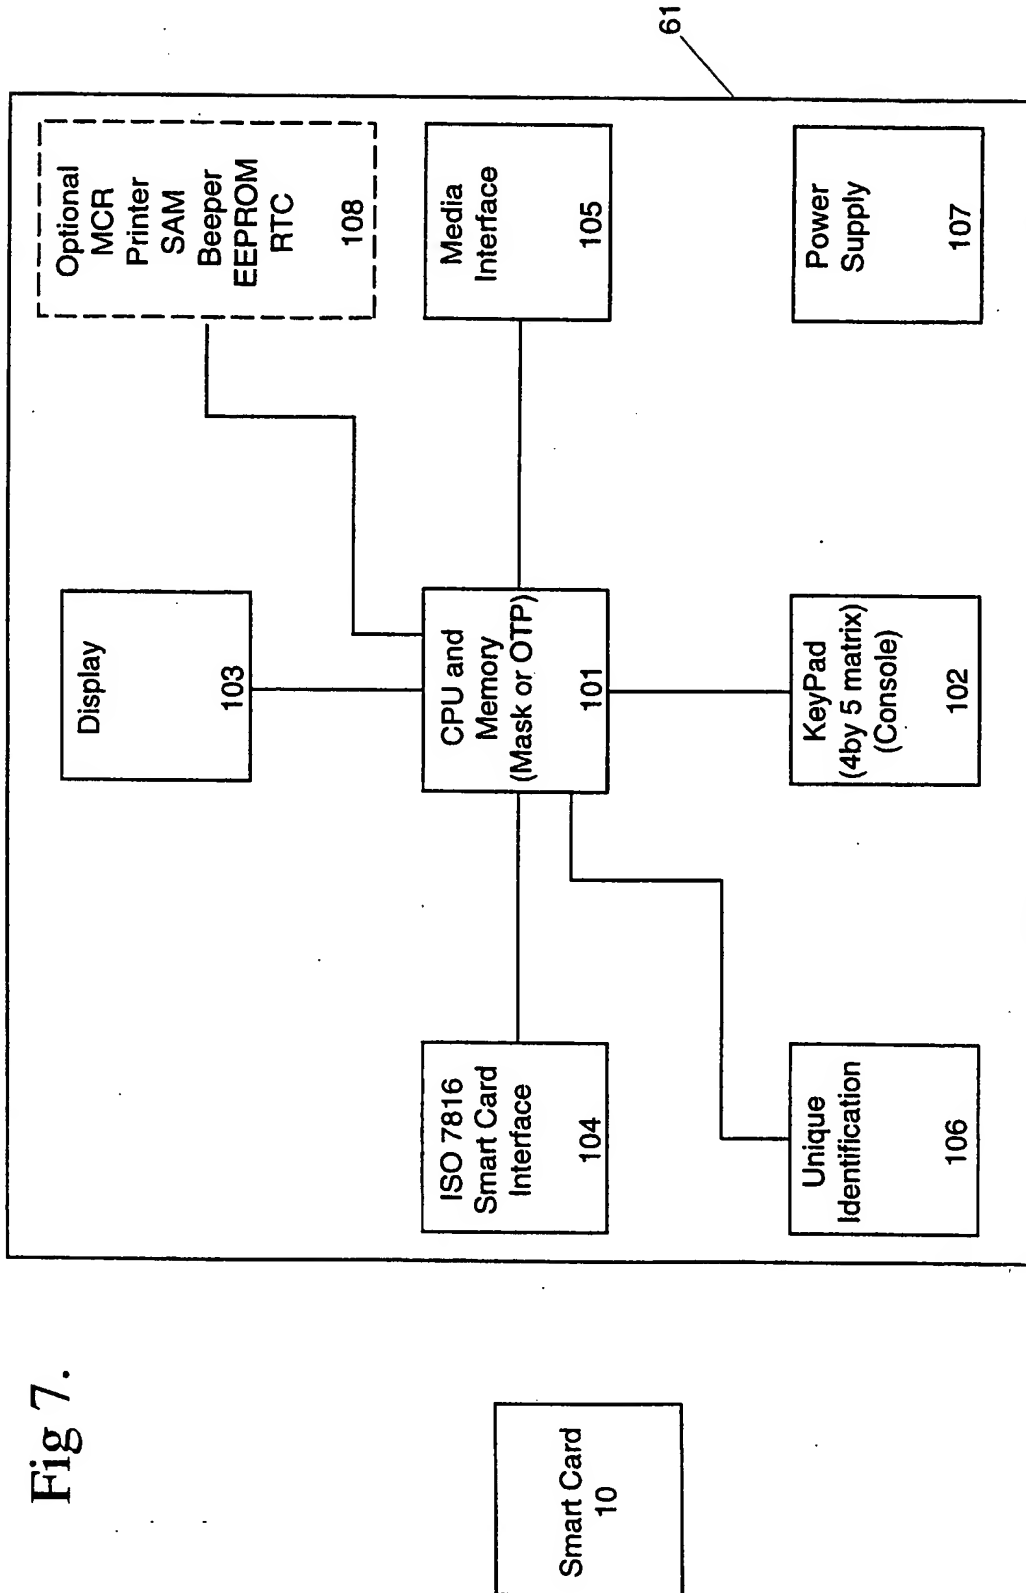 Fig 7.
61
Display
103
Optional
MCR
Printer
SAM
Beeper
EEPROM
RTC
108
Smart Card
10
ISO 7816
Smart Card
Interface
104
CPU and
Memory
(Mask or OTP)
101
Media
Interface
105
Unique
Identification
106
KeyPad
(4by 5 matrix)
(Console)
102
Power
Supply
107